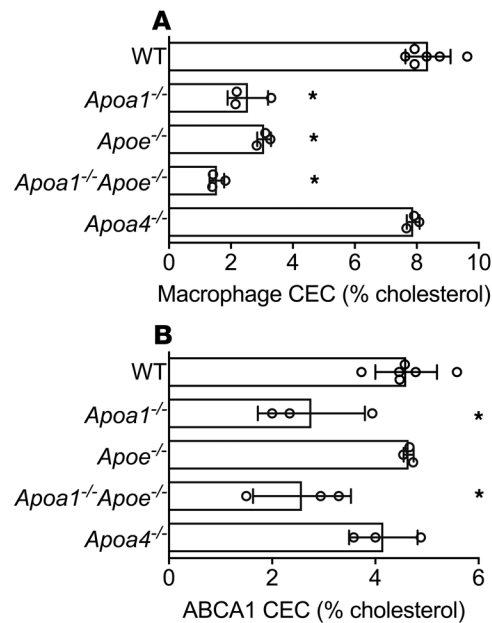 A
WT
Apoa1⁻/⁻
*
Apoe⁻/⁻
*
Apoa1⁻/⁻Apoe⁻/⁻
*
Apoa4⁻/⁻
0 2 4 6 8 10
Macrophage CEC (% cholesterol)
B
WT
Apoa1⁻/⁻
*
Apoe⁻/⁻
Apoa1⁻/⁻Apoe⁻/⁻
*
Apoa4⁻/⁻
0 2 4 6
ABCA1 CEC (% cholesterol)